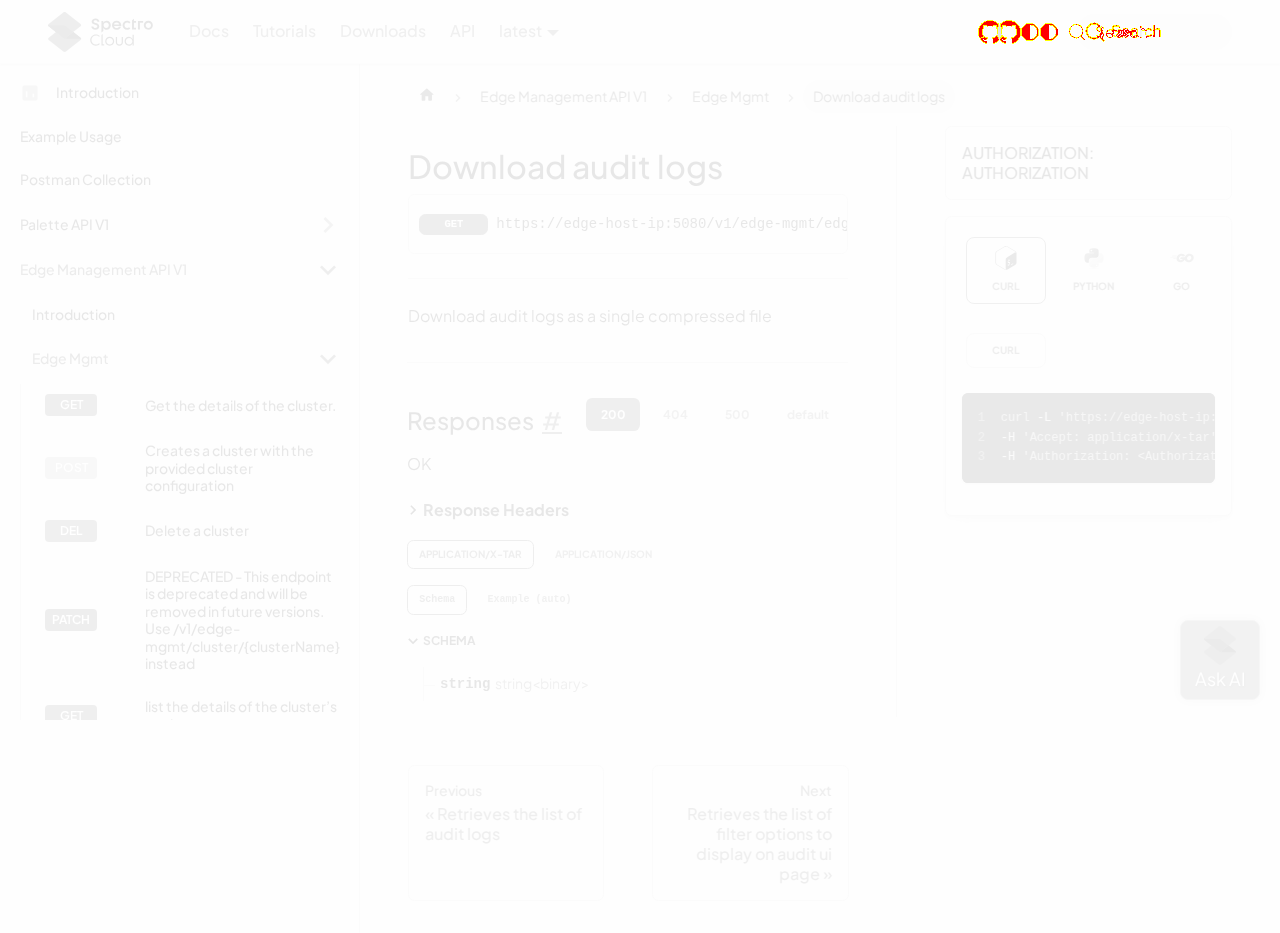 Spectro Cloud
Docs Tutorials Downloads API latest
Search
Introduction
Example Usage
Postman Collection
Palette API V1
Edge Management API V1
Introduction
Edge Mgmt
GET Get the details of the cluster.
POST Creates a cluster with the
provided cluster
configuration
DEL Delete a cluster
PATCH DEPRECATED - This endpoint
is deprecated and will be
removed in future versions.
Use /v1/edge-
mgmt/cluster/{clusterName}
instead
GET list the details of the cluster's
Edge Management API V1 Edge Mgmt Download audit logs
Download audit logs
GET https://edge-host-ip:5080/v1/edge-mgmt/edg
Download audit logs as a single compressed file
Responses # 200 404 500 default
OK
Response Headers
APPLICATION/X-TAR APPLICATION/JSON
Schema Example (auto)
SCHEMA
string string<binary>
Previous
« Retrieves the list of
audit logs
Next
Retrieves the list of
filter options to
display on audit ui
page »
AUTHORIZATION:
AUTHORIZATION
CURL PYTHON GO
CURL
1 curl -L 'https://edge-host-ip:
2 -H 'Accept: application/x-tar'
3 -H 'Authorization: <Authorizat
Ask AI